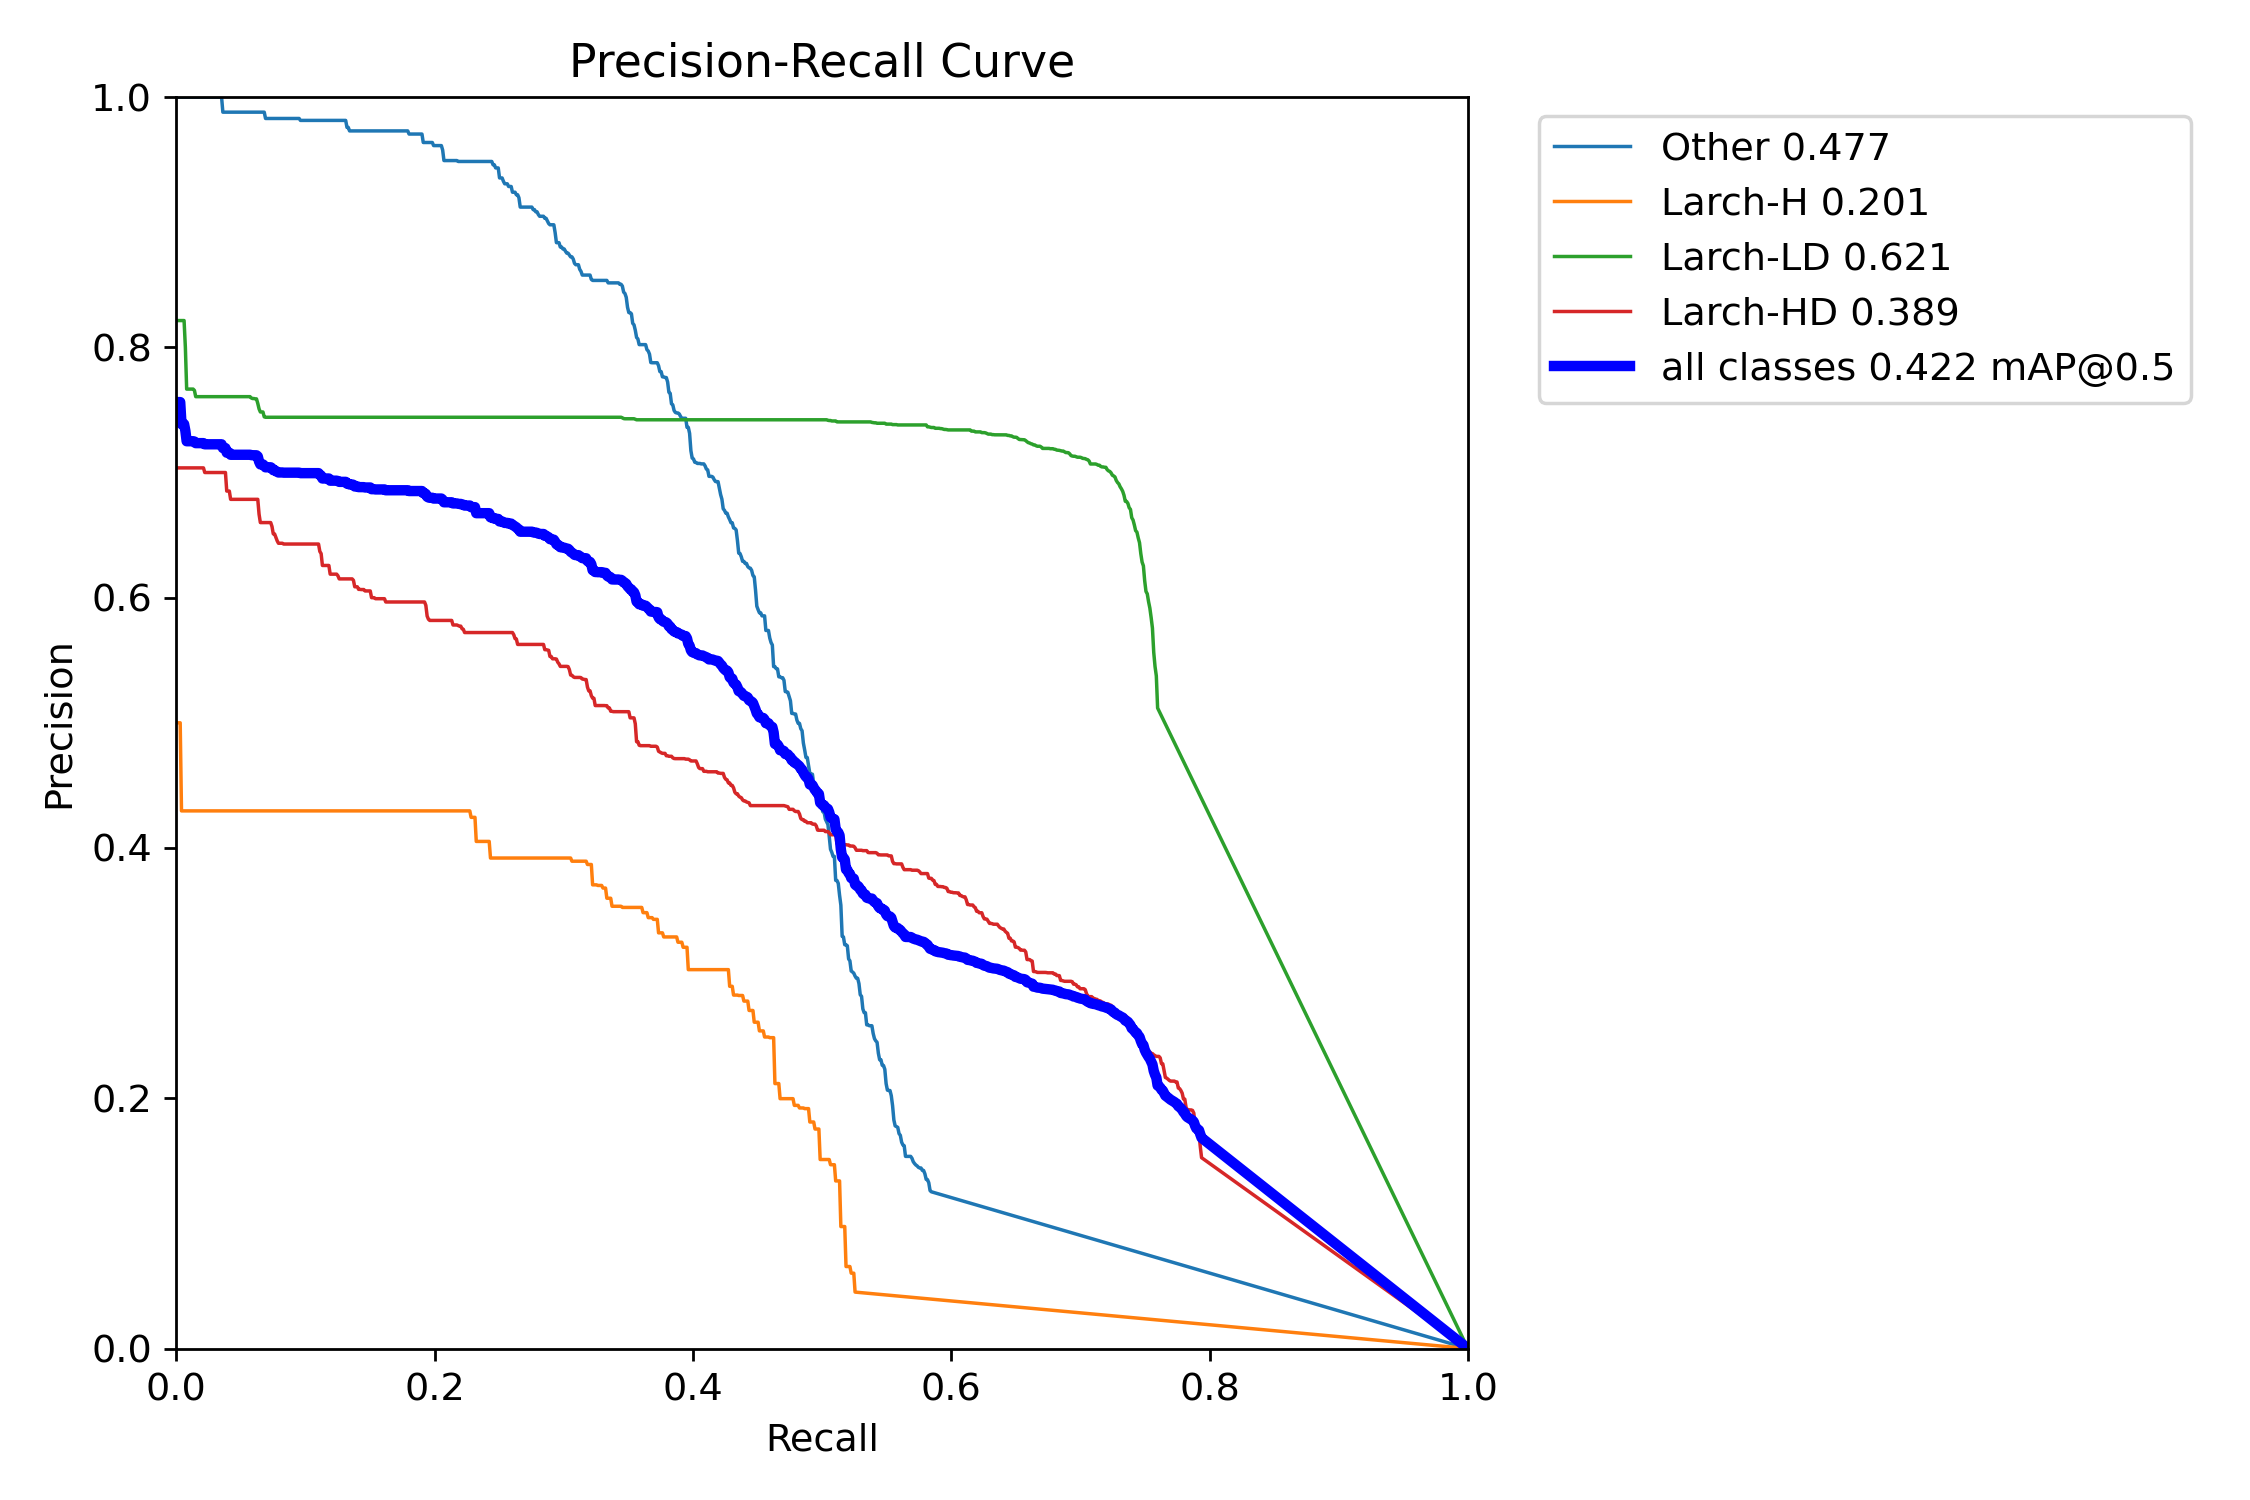 Precision-Recall Curve
1.0
0.8
0.6
0.4
0.2
0.0
Precision
0.0 0.2 0.4 0.6 0.8 1.0
Recall
Other 0.477
Larch-H 0.201
Larch-LD 0.621
Larch-HD 0.389
all classes 0.422 mAP@0.5